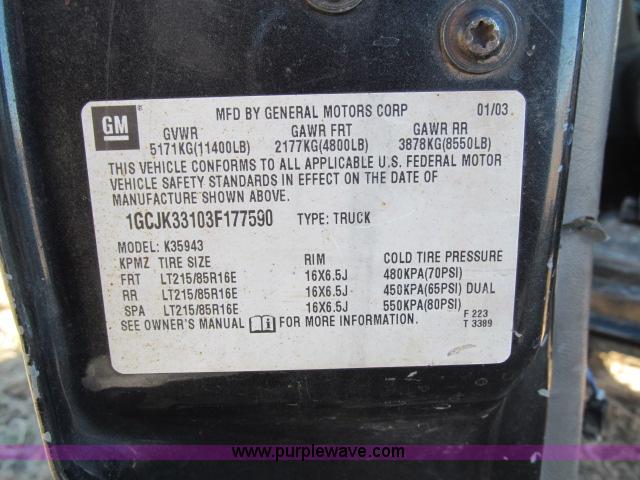 GM ® MFD BY GENERAL MOTORS CORP 01/03
GVWR GAWR FRT GAWR RR
5171KG(11400LB) 2177KG(4800LB) 3878KG(8550LB)
THIS VEHICLE CONFORMS TO ALL APPLICABLE U.S. FEDERAL MOTOR
VEHICLE SAFETY STANDARDS IN EFFECT ON THE DATE OF
MANUFACTURE SHOWN ABOVE.
1GCJK33103F177590 TYPE: TRUCK
MODEL: K35943
KPMZ TIRE SIZE RIM COLD TIRE PRESSURE
FRT LT215/85R16E 16X6.5J 480KPA(70PSI)
RR LT215/85R16E 16X6.5J 450KPA(65PSI) DUAL
SPA LT215/85R16E 16X6.5J 550KPA(80PSI)
SEE OWNER'S MANUAL i FOR MORE INFORMATION. F 223
T 3389
www.purplewave.com